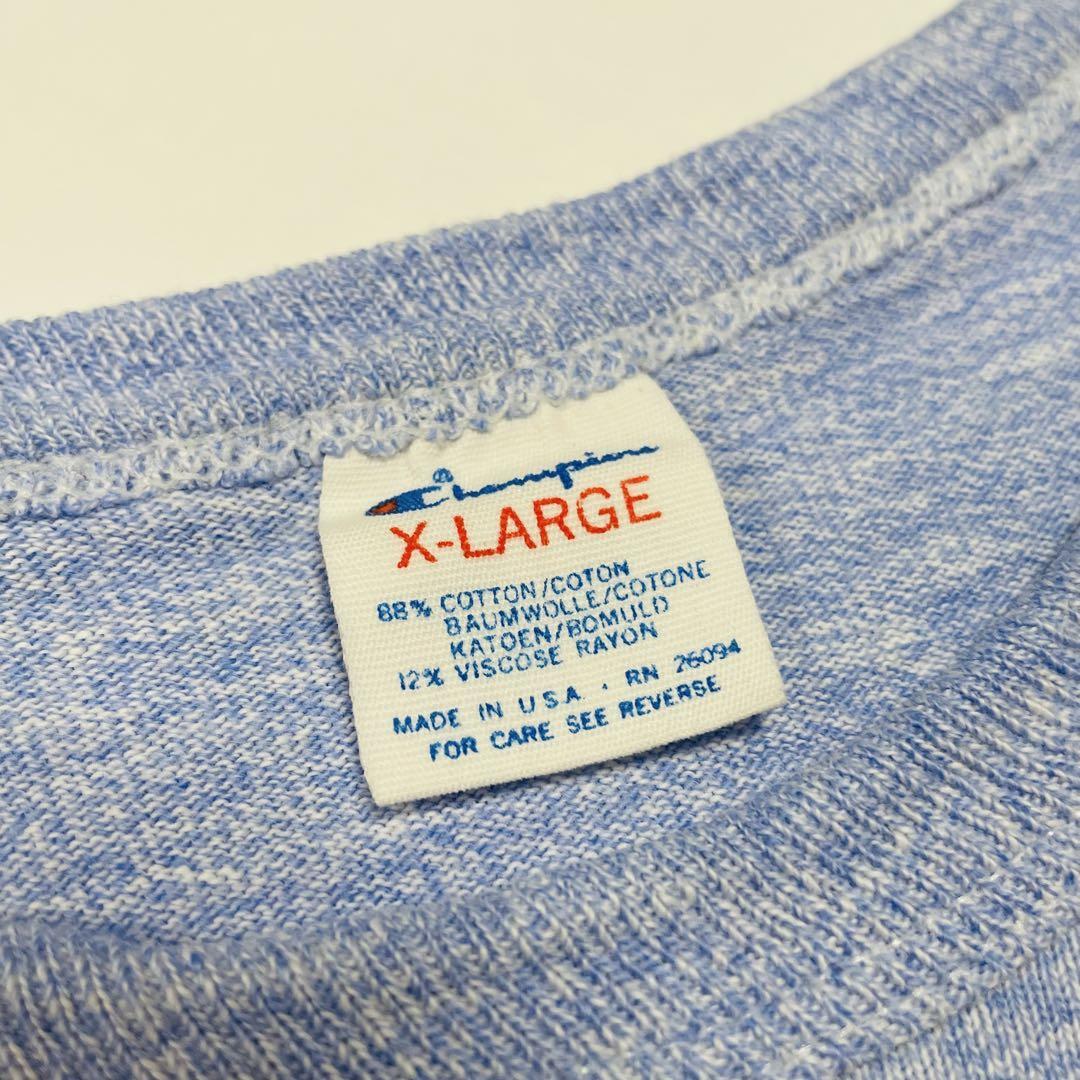 Champion®
X-LARGE
88% COTTON/COTON
BAUMWOLLE/COTONE
KATOEN/BOMULD
12% VISCOSE RAYON
MADE IN U.S.A. · RN 26094
FOR CARE SEE REVERSE